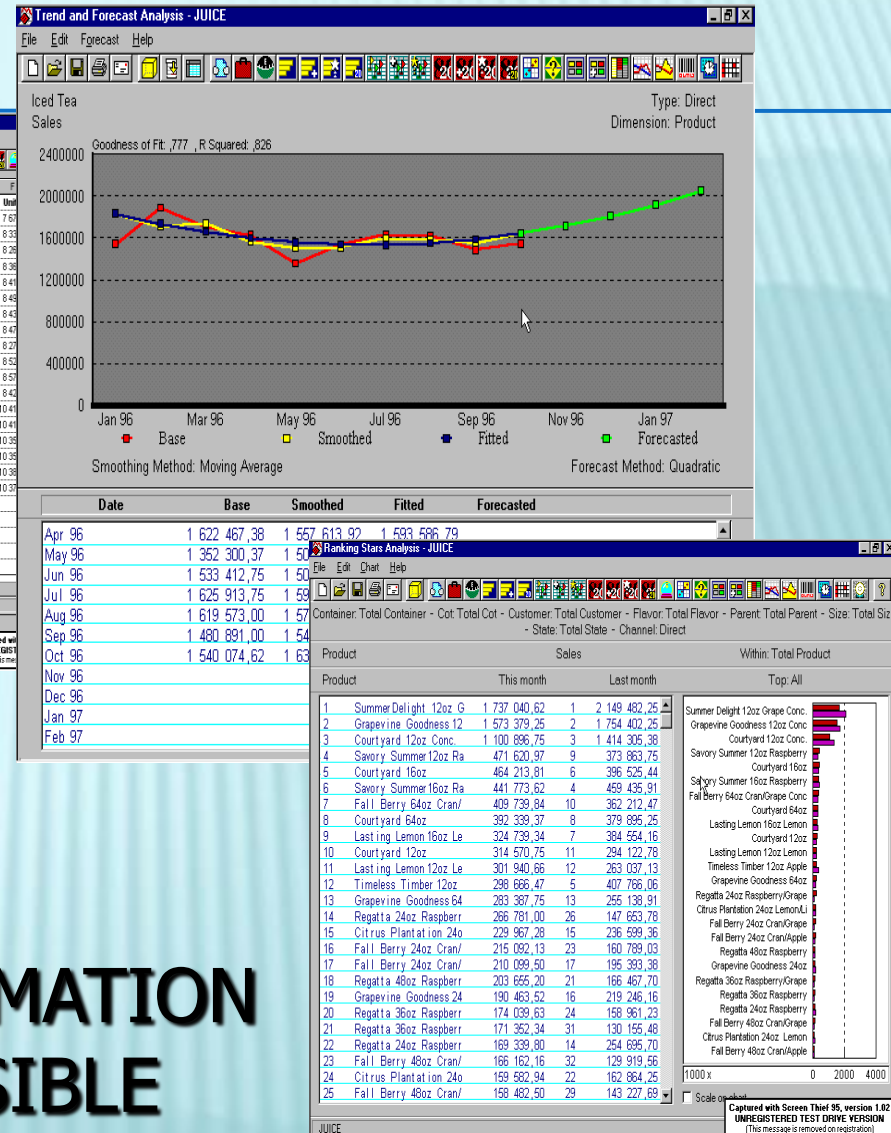 Trend and Forecast Analysis - JUICE
File Edit Forecast Help
Iced Tea
Type: Direct
Sales
Dimension: Product
Goodness of Fit: ,777 , R Squared: ,826
2400000
2000000
1600000
1200000
800000
400000
0
Jan 96 Mar 96 May 96 Jul 96 Sep 96 Nov 96 Jan 97
Base Smoothed Fitted Forecasted
Smoothing Method: Moving Average
Forecast Method: Quadratic
Date Base Smoothed Fitted Forecasted
Apr 96 1 622 467,38 1 557 613,92 1 593 586,79
May 96 1 352 300,37 1 50
Jun 96 1 533 412,75 1 50
Jul 96 1 625 913,75 1 59
Aug 96 1 619 573,00 1 57
Sep 96 1 480 891,00 1 54
Oct 96 1 540 074,62 1 63
Nov 96
Dec 96
Jan 97
Feb 97
Ranking Stars Analysis - JUICE
File Edit Chart Help
Container: Total Container - Cot: Total Cot - Customer: Total Customer - Flavor: Total Flavor - Parent: Total Parent - Size: Total Siz
- State: Total State - Channel: Direct
Product Sales Within: Total Product
Product This month Last month Top: All
1 Summer Delight 12oz G 1 737 040,62 1 2 149 482,25
2 Grapevine Goodness 12 1 573 379,25 2 1 754 402,25
3 Courtyard 12oz Conc. 1 100 896,75 3 1 414 305,38
4 Savory Summer 12oz Ra 471 620,97 9 373 863,75
5 Courtyard 16oz 464 213,81 6 396 525,44
6 Savory Summer 16oz Ra 441 773,62 4 459 435,91
7 Fall Berry 64oz Cran/ 409 739,84 10 362 212,47
8 Courtyard 64oz 392 339,37 8 379 895,25
9 Lasting Lemon 16oz Le 324 739,34 7 384 554,16
10 Courtyard 12oz 314 570,75 11 294 122,78
11 Lasting Lemon 12oz Le 301 940,66 12 263 037,13
12 Timeless Timber 12oz 298 666,47 5 407 766,06
13 Grapevine Goodness 64 283 387,75 13 255 138,91
14 Regatta 24oz Raspberr 266 781,00 26 147 653,78
15 Citrus Plantation 24o 229 967,28 15 236 599,36
16 Fall Berry 24oz Cran/ 215 092,13 23 160 789,03
17 Fall Berry 24oz Cran/ 210 099,50 17 195 393,38
18 Regatta 48oz Raspberr 203 655,20 21 166 467,70
19 Grapevine Goodness 24 190 463,52 16 219 246,16
20 Regatta 36oz Raspberr 174 039,63 24 158 961,23
21 Regatta 36oz Raspberr 171 352,34 31 130 155,48
22 Regatta 24oz Raspberr 169 339,80 14 254 695,70
23 Fall Berry 48oz Cran/ 166 162,16 32 129 919,56
24 Citrus Plantation 24o 159 582,94 22 162 864,25
25 Fall Berry 48oz Cran/ 158 482,50 29 143 227,69
Summer Delight 12oz Grape Conc.
Grapevine Goodness 12oz Conc
Courtyard 12oz Conc.
Savory Summer 12oz Raspberry
Courtyard 16oz
Savory Summer 16oz Raspberry
Fall Berry 64oz Cran/Grape Conc
Courtyard 64oz
Lasting Lemon 16oz Lemon
Courtyard 12oz
Lasting Lemon 12oz Lemon
Timeless Timber 12oz Apple
Grapevine Goodness 64oz
Regatta 24oz Raspberry/Grape
Citrus Plantation 24oz Lemon/Li
Fall Berry 24oz Cran/Grape
Fall Berry 24oz Cran/Apple
Regatta 48oz Raspberry
Grapevine Goodness 24oz
Regatta 36oz Raspberry/Grape
Regatta 36oz Raspberry
Regatta 24oz Raspberry
Fall Berry 48oz Cran/Grape
Citrus Plantation 24oz Lemon
Fall Berry 48oz Cran/Apple
1000 x 0 2000 4000
Scale on chart
JUICE
Captured with Screen Thief 95, version 1.02
UNREGISTERED TEST DRIVE VERSION
(This message is removed on registration)
MATION
SIBLE